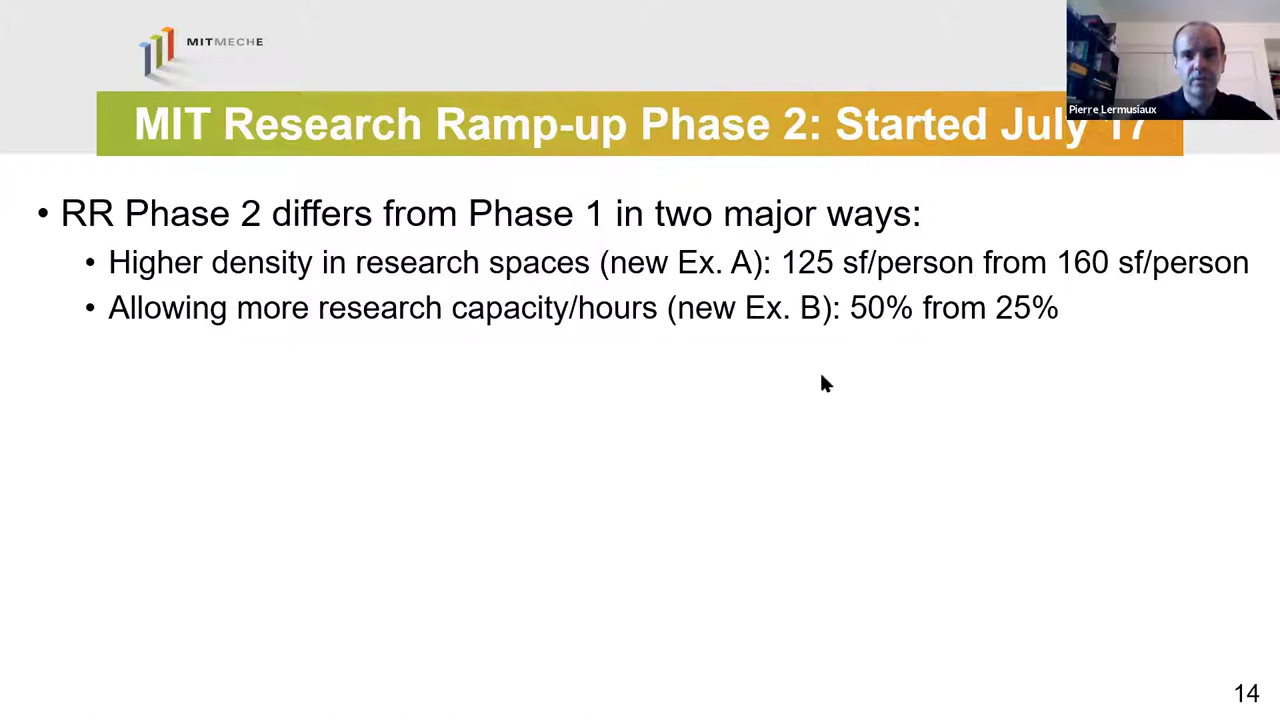 MITMECHE
Pierre Lermusiaux
MIT Research Ramp-up Phase 2: Started July 17
• RR Phase 2 differs from Phase 1 in two major ways:
• Higher density in research spaces (new Ex. A): 125 sf/person from 160 sf/person
• Allowing more research capacity/hours (new Ex. B): 50% from 25%
14